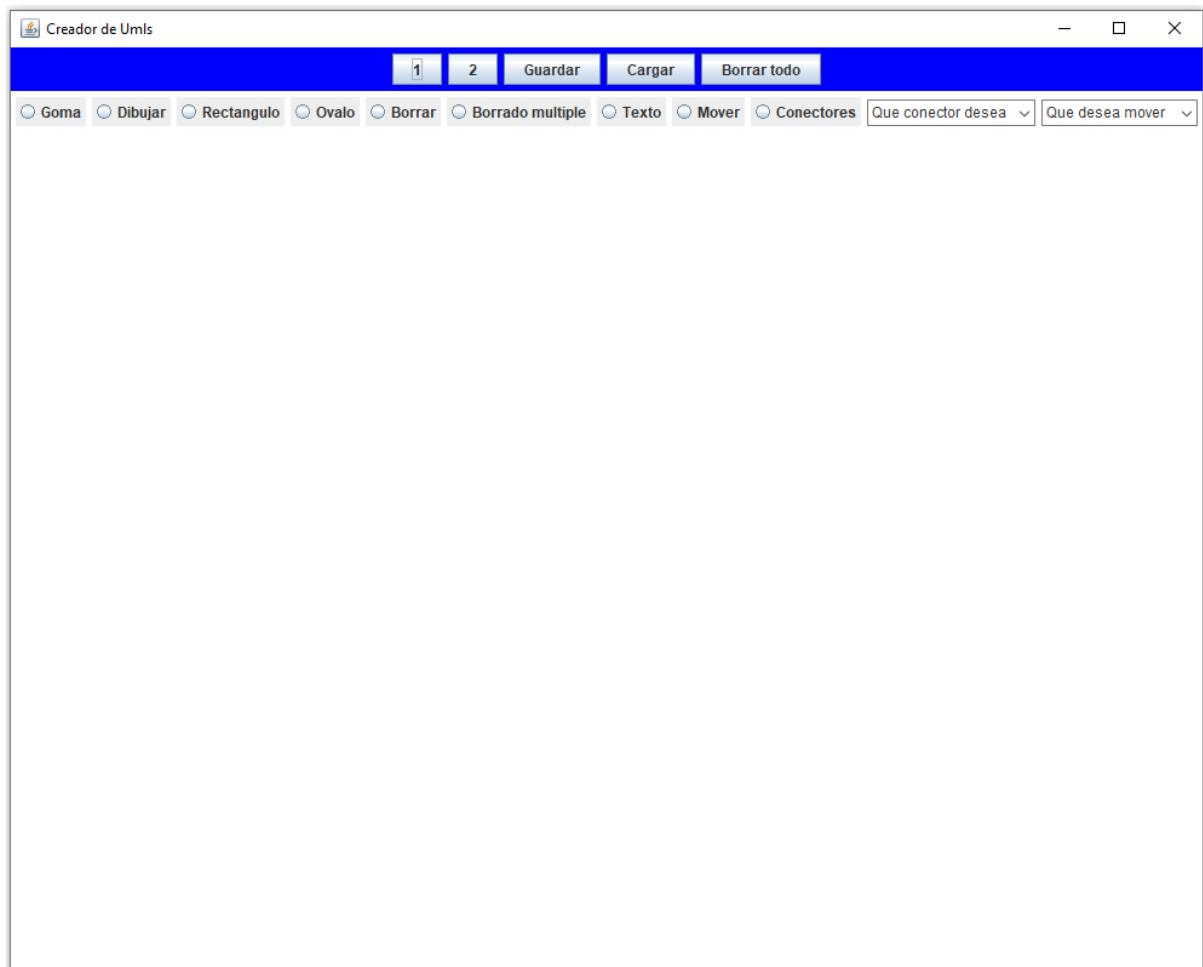 Creador de Umls
1 2 Guardar Cargar Borrar todo
Goma Dibujar Rectangulo Ovalo Borrar Borrado multiple Texto Mover Conectores Que conector desea Que desea mover